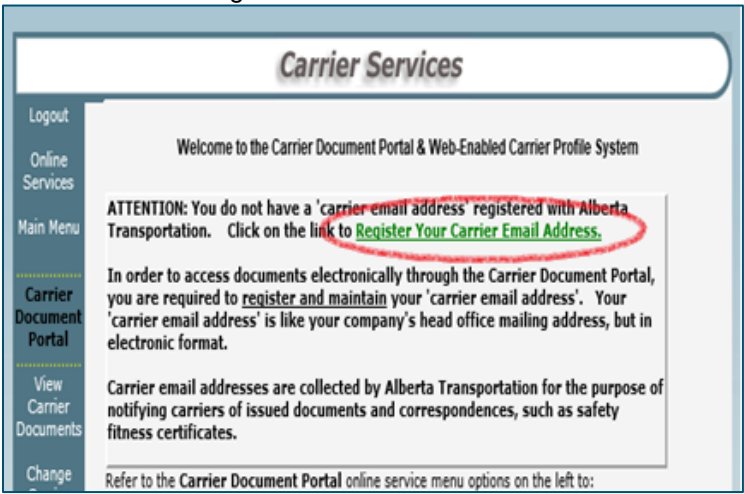 Carrier Services
Logout
Online
Services
Main Menu
Carrier
Document
Portal
View
Carrier
Documents
Change
Welcome to the Carrier Document Portal & Web-Enabled Carrier Profile System
ATTENTION: You do not have a 'carrier email address' registered with Alberta
Transportation. Click on the link to Register Your Carrier Email Address.
In order to access documents electronically through the Carrier Document Portal,
you are required to register and maintain your 'carrier email address'. Your
'carrier email address' is like your company's head office mailing address, but in
electronic format.
Carrier email addresses are collected by Alberta Transportation for the purpose of
notifying carriers of issued documents and correspondences, such as safety
fitness certificates.
Refer to the Carrier Document Portal online service menu options on the left to: